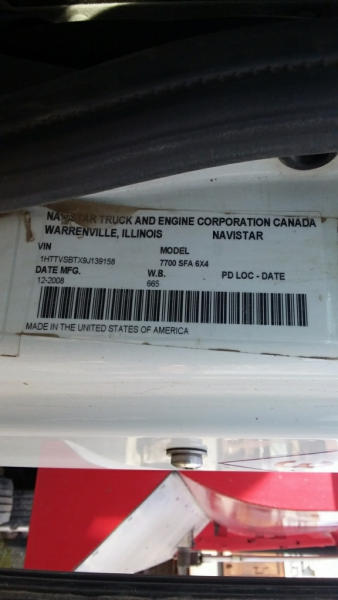 NAVISTAR TRUCK AND ENGINE CORPORATION CANADA
WARRENVILLE, ILLINOIS NAVISTAR
VIN MODEL
1HTTVSBTX9J139158 7700 SFA 6X4
DATE MFG. W.B. PD LOC - DATE
12-2008 665
MADE IN THE UNITED STATES OF AMERICA